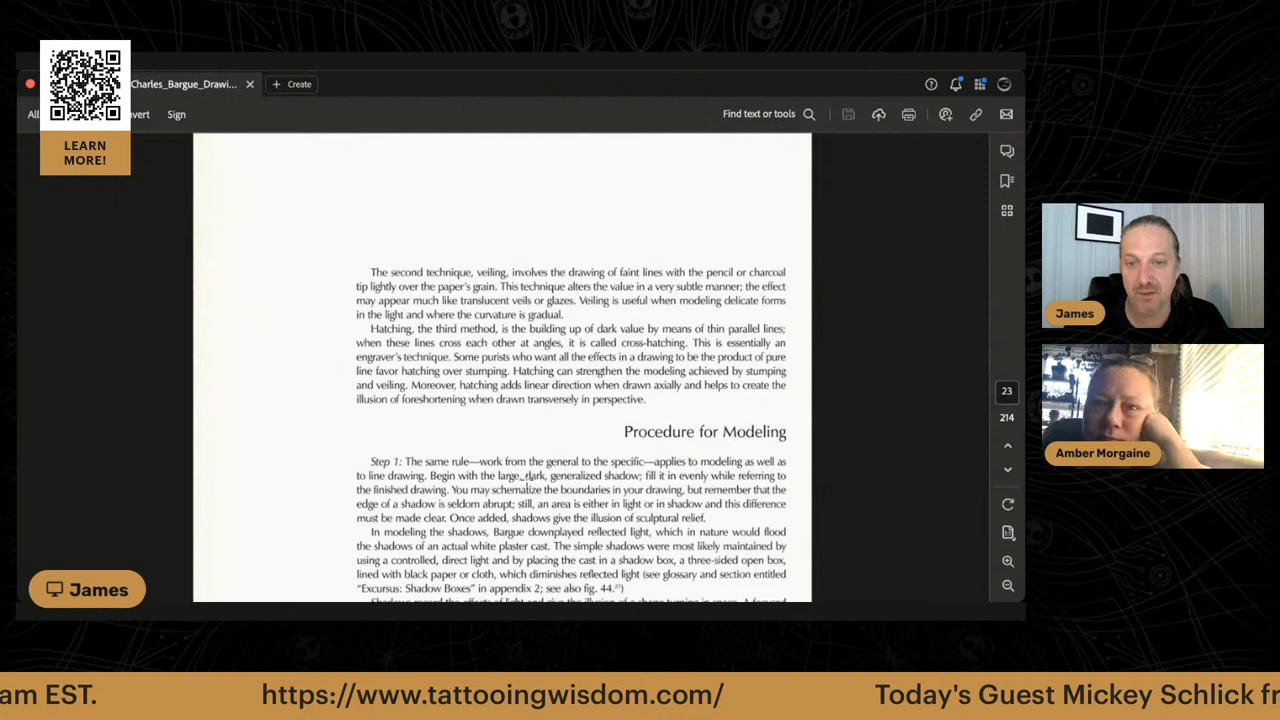 Charles_Bargue_Drawi...
Create
All
vert
Sign
Find text or tools
LEARN
MORE!
The second technique, veiling, involves the drawing of faint lines with the pencil or charcoal
tip lightly over the paper's grain. This technique alters the value in a very subtle manner; the effect
may appear much like translucent veils or glazes. Veiling is useful when modeling delicate forms
in the light and where the curvature is gradual.
Hatching, the third method, is the building up of dark value by means of thin parallel lines;
when these lines cross each other at angles, it is called cross-hatching. This is essentially an
engraver's technique. Some purists who want all the effects in a drawing to be the product of pure
line favor hatching over stumping. Hatching can strengthen the modeling achieved by stumping
and veiling. Moreover, hatching adds linear direction when drawn axially and helps to create the
illusion of foreshortening when drawn transversely in perspective.
Procedure for Modeling
Step 1: The same rule—work from the general to the specific—applies to modeling as well as
to line drawing. Begin with the large, dark, generalized shadow; fill it in evenly while referring to
the finished drawing. You may schematize the boundaries in your drawing, but remember that the
edge of a shadow is seldom abrupt; still, an area is either in light or in shadow and this difference
must be made clear. Once added, shadows give the illusion of sculptural relief.
In modeling the shadows, Bargue downplayed reflected light, which in nature would flood
the shadows of an actual white plaster cast. The simple shadows were most likely maintained by
using a controlled, direct light and by placing the cast in a shadow box, a three-sided open box,
lined with black paper or cloth, which diminishes reflected light (see glossary and section entitled
"Excursus: Shadow Boxes" in appendix 2; see also fig. 44.
Shadows record the effects of light and give the illusion of a shape turning in space. A focused
23
214
James
Amber Morgaine
James
am EST.
https://www.tattooingwisdom.com/
Today's Guest Mickey Schlick fr